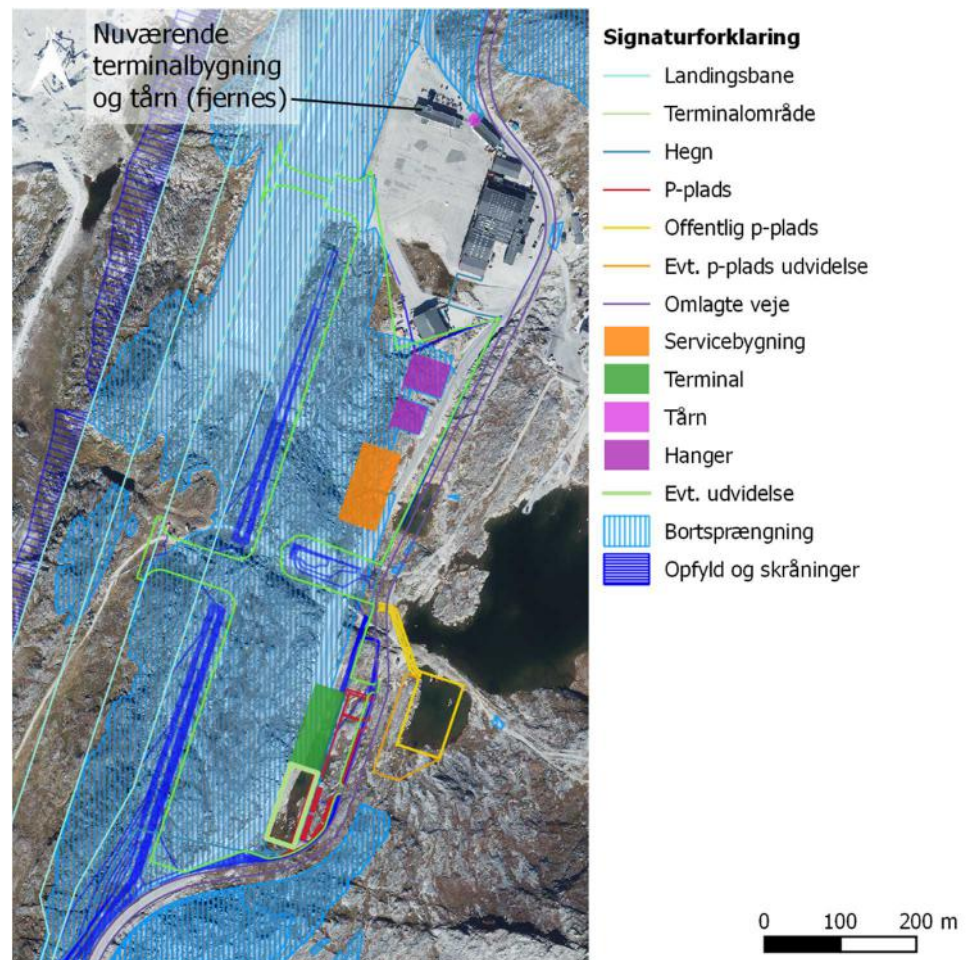 Nuværende
terminalbygning
og tårn (fjernes)
Signaturforklaring
Landingsbane
Terminalområde
Hegn
P-plads
Offentlig p-plads
Evt. p-plads udvidelse
Omlagte veje
Servicebygning
Terminal
Tårn
Hanger
Evt. udvidelse
Bortsprængning
Opfyld og skråninger
0 100 200 m